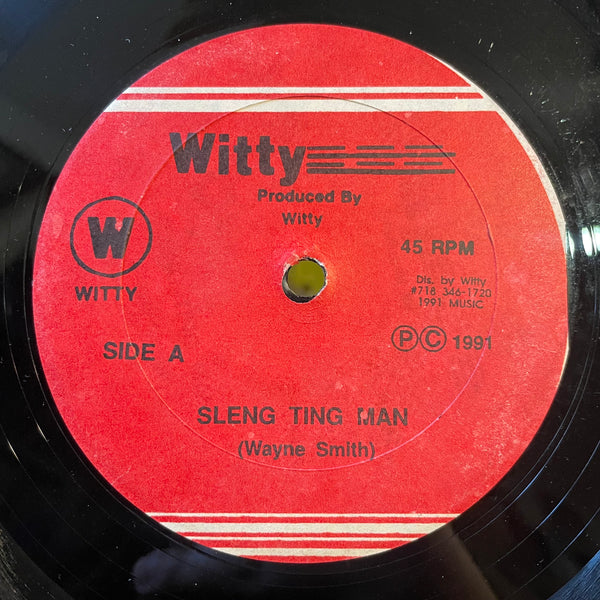 Witty
Produced By
Witty
W
WITTY
45 RPM
Dis. by Witty
#718 346-1720
1991 MUSIC
SIDE A
Ⓟ Ⓒ 1991
SLENG TING MAN
(Wayne Smith)